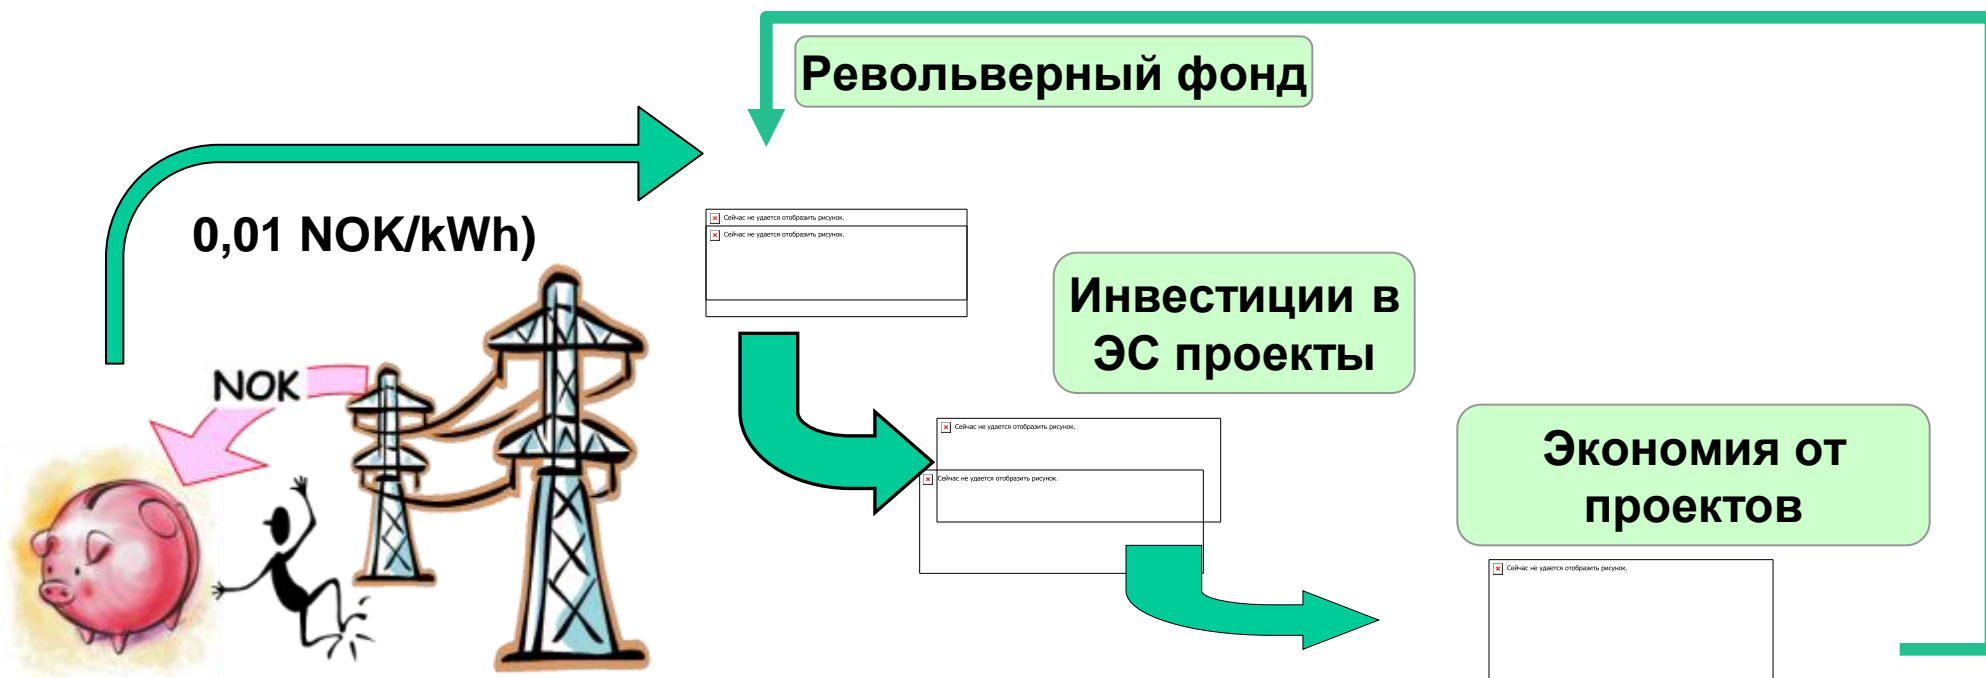 Револьверный фонд
0,01 NOK/kWh)
Сейчас не удается отобразить рисунок.
Сейчас не удается отобразить рисунок.
Инвестиции в
ЭС проекты
NOK
Сейчас не удается отобразить рисунок.
Сейчас не удается отобразить рисунок.
Экономия от
проектов
Сейчас не удается отобразить рисунок.